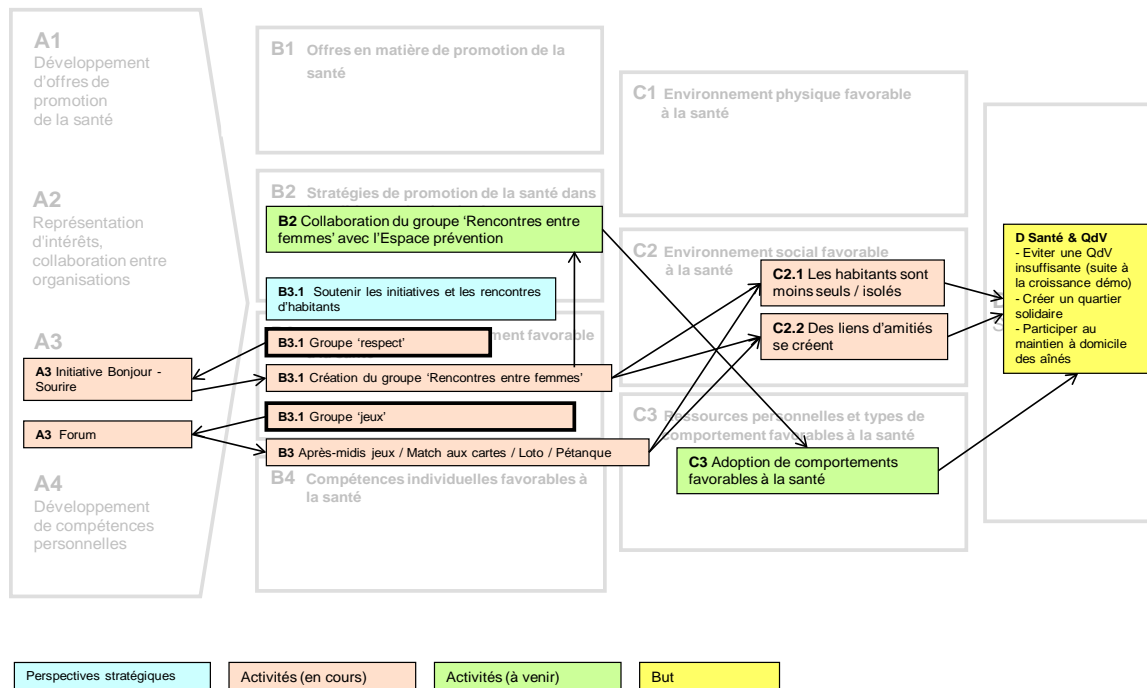 A1
Développement
d'offres de
promotion
de la santé
A2
Représentation
d'intérêts,
collaboration entre
organisations
A3
A3 Initiative Bonjour -
Sourire
A3 Forum
A4
Développement
de compétences
personnelles
B1 Offres en matière de promotion de la
santé
B2 Stratégies de promotion de la santé dans
B2 Collaboration du groupe ‘Rencontres entre
femmes’ avec l’Espace prévention
B3.1 Soutenir les initiatives et les rencontres
d’habitants
ment favorable
B3.1 Groupe ‘respect’
B3.1 Création du groupe ‘Rencontres entre femmes’
B3.1 Groupe ‘jeux’
B3 Après-midis jeux / Match aux cartes / Loto / Pétanque
B4 Compétences individuelles favorables à
la santé
C1 Environnement physique favorable
à la santé
C2 Environnement social favorable
à la santé
C2.1 Les habitants sont
moins seuls / isolés
C2.2 Des liens d’amitiés
se créent
C3 Ressources personnelles et types de
comportement favorables à la santé
C3 Adoption de comportements
favorables à la santé
D Santé & QdV
- Eviter une QdV
insuffisante (suite à
la croissance démo)
- Créer un quartier
solidaire
- Participer au
maintien à domicile
des aînés
Perspectives stratégiques
Activités (en cours)
Activités (à venir)
But